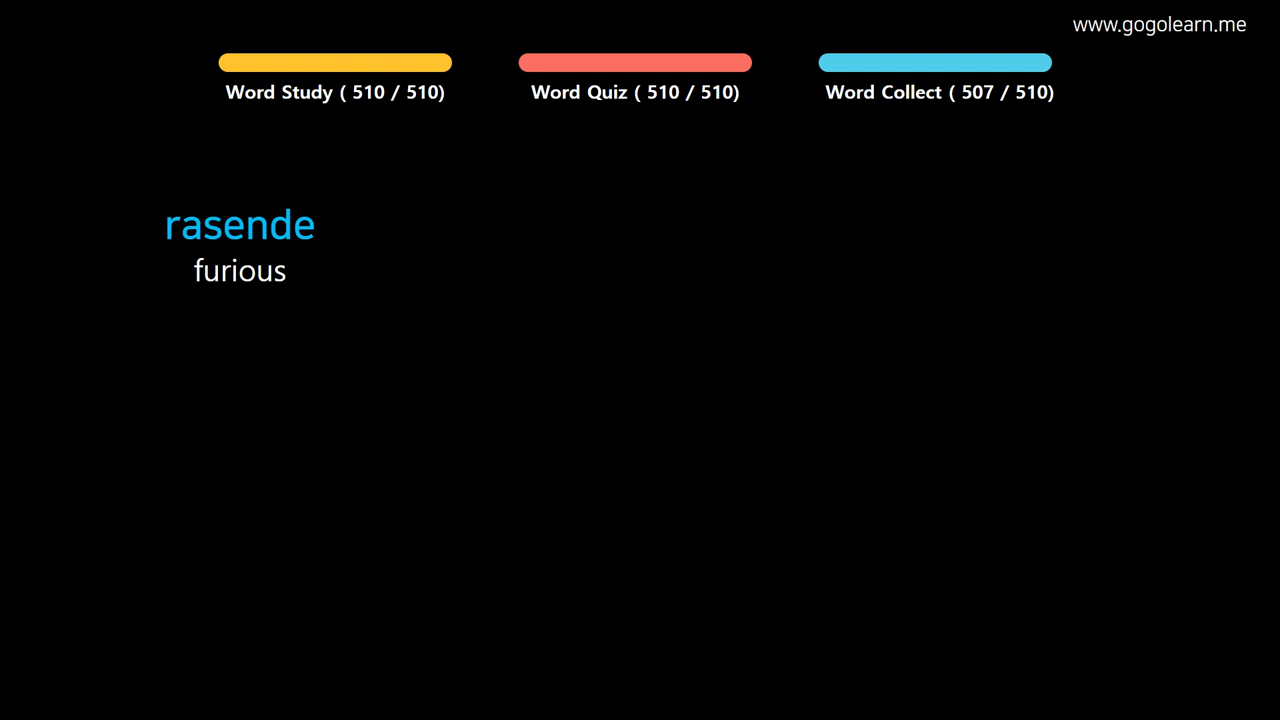 www.gogolearn.me
Word Study ( 510 / 510)
Word Quiz ( 510 / 510)
Word Collect ( 507 / 510)
rasende
furious